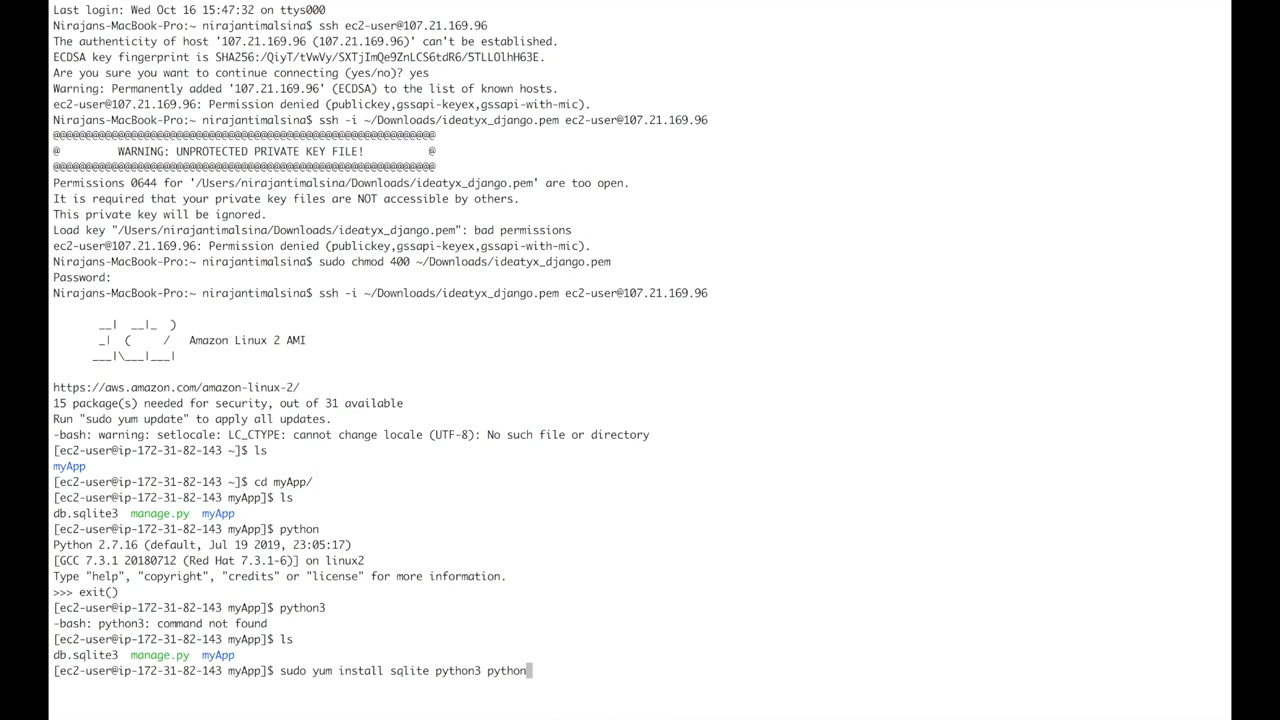 Last login: Wed Oct 16 15:47:32 on ttys000
Nirajans-MacBook-Pro:~ nirajantimalsina$ ssh ec2-user@107.21.169.96
The authenticity of host '107.21.169.96 (107.21.169.96)' can't be established.
ECDSA key fingerprint is SHA256:/QiyT/tVwVy/SXTjImQe9ZnLCS6tdR6/5TLLOlhH63E.
Are you sure you want to continue connecting (yes/no)? yes
Warning: Permanently added '107.21.169.96' (ECDSA) to the list of known hosts.
ec2-user@107.21.169.96: Permission denied (publickey,gssapi-keyex,gssapi-with-mic).
Nirajans-MacBook-Pro:~ nirajantimalsina$ ssh -i ~/Downloads/ideatyx_django.pem ec2-user@107.21.169.96
@@@@@@@@@@@@@@@@@@@@@@@@@@@@@@@@@@@@@@@@@@@@@@@@@@@@@@@@@@@
@         WARNING: UNPROTECTED PRIVATE KEY FILE!          @
@@@@@@@@@@@@@@@@@@@@@@@@@@@@@@@@@@@@@@@@@@@@@@@@@@@@@@@@@@@
Permissions 0644 for '/Users/nirajantimalsina/Downloads/ideatyx_django.pem' are too open.
It is required that your private key files are NOT accessible by others.
This private key will be ignored.
Load key "/Users/nirajantimalsina/Downloads/ideatyx_django.pem": bad permissions
ec2-user@107.21.169.96: Permission denied (publickey,gssapi-keyex,gssapi-with-mic).
Nirajans-MacBook-Pro:~ nirajantimalsina$ sudo chmod 400 ~/Downloads/ideatyx_django.pem
Password:
Nirajans-MacBook-Pro:~ nirajantimalsina$ ssh -i ~/Downloads/ideatyx_django.pem ec2-user@107.21.169.96
       __|  __|_  )
       _|  (     /   Amazon Linux 2 AMI
      ___|\___|___|
https://aws.amazon.com/amazon-linux-2/
15 package(s) needed for security, out of 31 available
Run "sudo yum update" to apply all updates.
-bash: warning: setlocale: LC_CTYPE: cannot change locale (UTF-8): No such file or directory
[ec2-user@ip-172-31-82-143 ~]$ ls
myApp
[ec2-user@ip-172-31-82-143 ~]$ cd myApp/
[ec2-user@ip-172-31-82-143 myApp]$ ls
db.sqlite3  manage.py  myApp
[ec2-user@ip-172-31-82-143 myApp]$ python
Python 2.7.16 (default, Jul 19 2019, 23:05:17)
[GCC 7.3.1 20180712 (Red Hat 7.3.1-6)] on linux2
Type "help", "copyright", "credits" or "license" for more information.
>>> exit()
[ec2-user@ip-172-31-82-143 myApp]$ python3
-bash: python3: command not found
[ec2-user@ip-172-31-82-143 myApp]$ ls
db.sqlite3  manage.py  myApp
[ec2-user@ip-172-31-82-143 myApp]$ sudo yum install sqlite python3 python